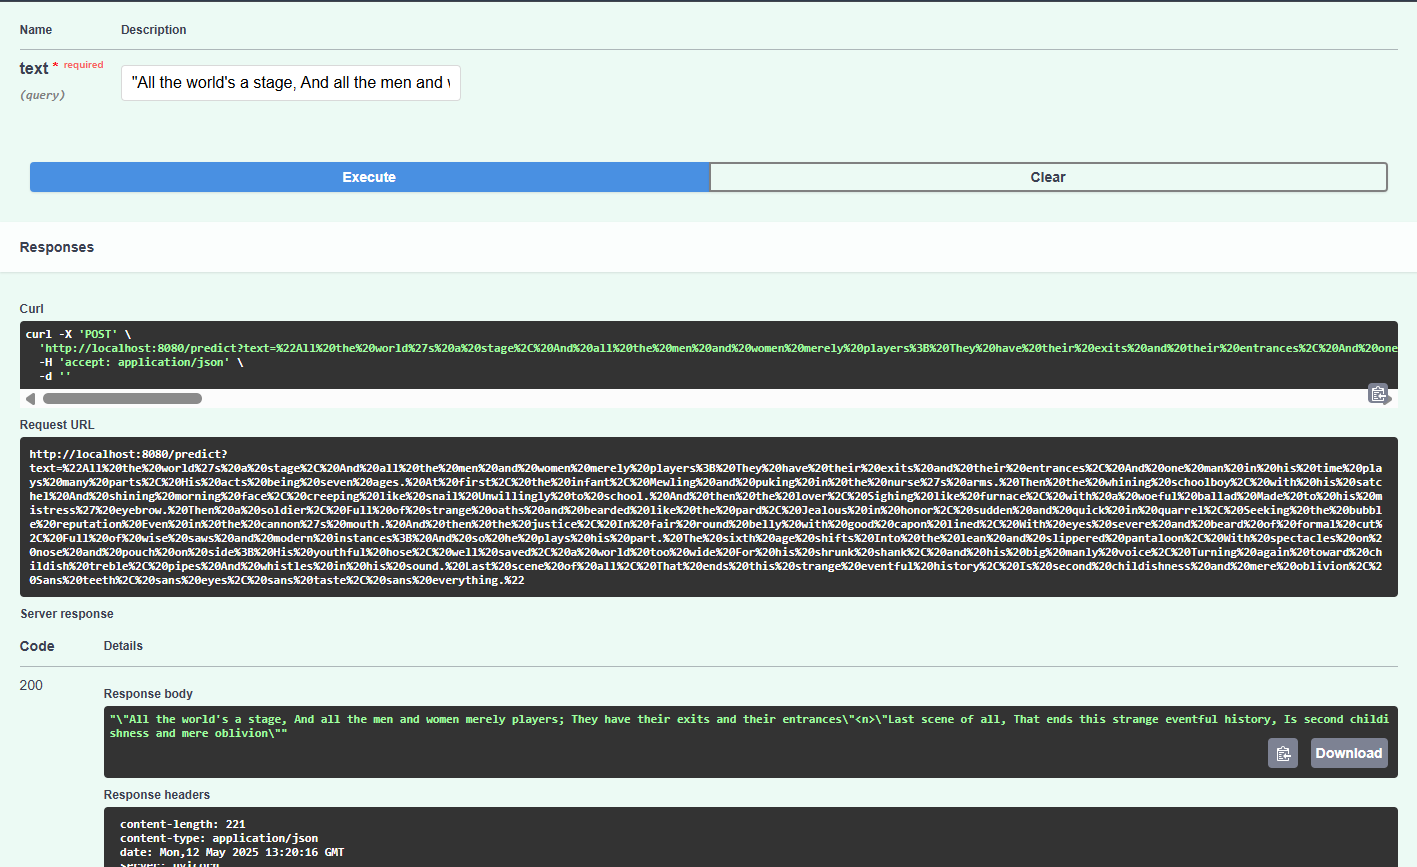 Name Description
text * required
(query)
"All the world's a stage, And all the men and w
Execute Clear
Responses
Curl
curl -X 'POST' \
'http://localhost:8080/predict?text=%22All%20the%20world%27s%20a%20stage%2C%20And%20all%20the%20men%20and%20women%20merely%20players%3B%20They%20have%20their%20exits%20and%20their%20entrances%2C%20And%20one
-H 'accept: application/json' \
-d ''
Request URL
http://localhost:8080/predict?
text=%22All%20the%20world%27s%20a%20stage%2C%20And%20all%20the%20men%20and%20women%20merely%20players%3B%20They%20have%20their%20exits%20and%20their%20entrances%2C%20And%20one%20man%20in%20his%20time%20pla
ys%20many%20parts%2C%20His%20acts%20being%20seven%20ages.%20At%20first%2C%20the%20infant%2C%20Mewling%20and%20puking%20in%20the%20nurse%27s%20arms.%20Then%20the%20whining%20schoolboy%2C%20with%20his%20satc
hel%20And%20shining%20morning%20face%2C%20creeping%20like%20snail%20Unwillingly%20to%20school.%20And%20then%20the%20lover%2C%20Sighing%20like%20furnace%2C%20with%20a%20woeful%20ballad%20Made%20to%20his%20m
istress%27%20eyebrow.%20Then%20a%20soldier%2C%20Full%20of%20strange%20oaths%20and%20bearded%20like%20the%20pard%2C%20Jealous%20in%20honor%2C%20sudden%20and%20quick%20in%20quarrel%2C%20Seeking%20the%20bubbl
e%20reputation%20Even%20in%20the%20cannon%27s%20mouth.%20And%20then%20the%20justice%2C%20In%20fair%20round%20belly%20with%20good%20capon%20lined%2C%20With%20eyes%20severe%20and%20beard%20of%20formal%20cut%
2C%20Full%20of%20wise%20saws%20and%20modern%20instances%3B%20And%20so%20he%20plays%20his%20part.%20The%20sixth%20age%20shifts%20Into%20the%20lean%20and%20slippered%20pantaloon%2C%20With%20spectacles%20on%2
0nose%20and%20pouch%20on%20side%3B%20His%20youthful%20hose%2C%20well%20saved%2C%20a%20world%20too%20wide%20For%20his%20shrunk%20shank%2C%20and%20his%20big%20manly%20voice%2C%20Turning%20again%20toward%20ch
ildish%20treble%2C%20pipes%20And%20whistles%20in%20his%20sound.%20Last%20scene%20of%20all%2C%20That%20ends%20this%20strange%20eventful%20history%2C%20Is%20second%20childishness%20and%20mere%20oblivion%2C%2
0Sans%20teeth%2C%20sans%20eyes%2C%20sans%20taste%2C%20sans%20everything.%22
Server response
Code Details
200
Response body
"\"All the world's a stage, And all the men and women merely players; They have their exits and their entrances\"<n>\"Last scene of all, That ends this strange eventful history, Is second childi
shness and mere oblivion\""
Download
Response headers
content-length: 221
content-type: application/json
date: Mon,12 May 2025 13:20:16 GMT
server: uvicorn